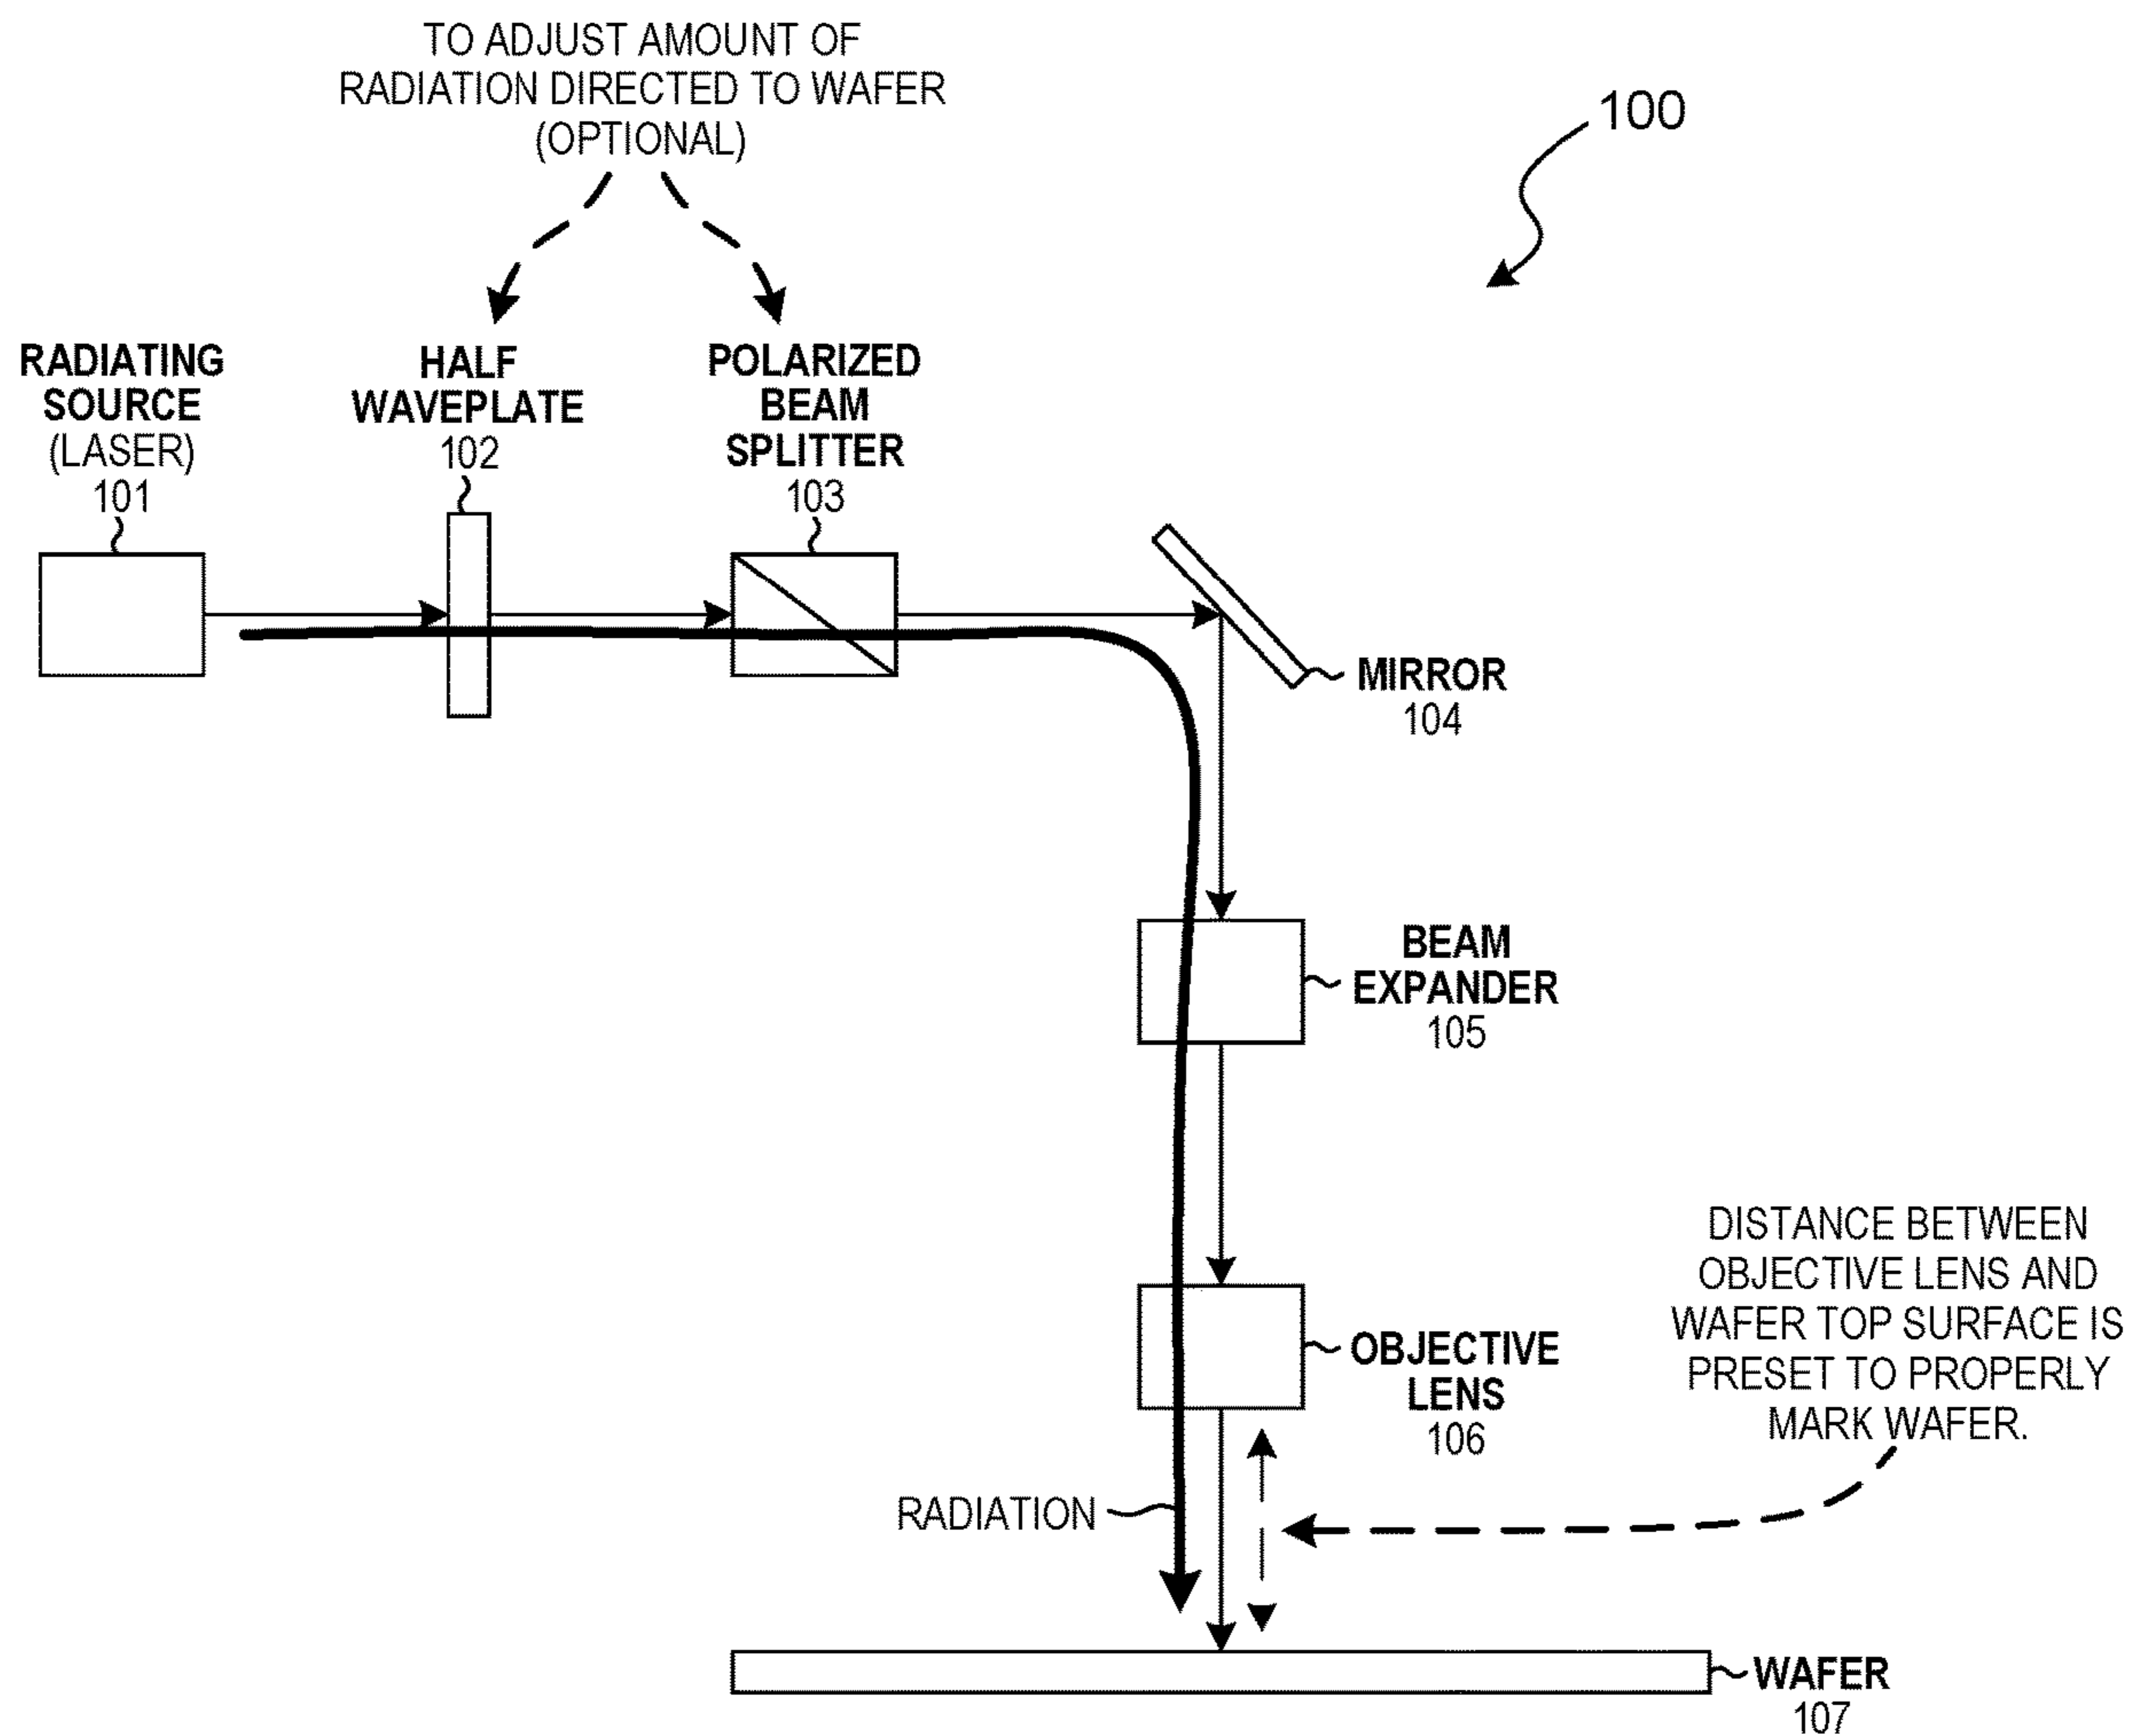 TO ADJUST AMOUNT OF
RADIATION DIRECTED TO WAFER
(OPTIONAL)
100
RADIATING
SOURCE
(LASER)
101
HALF
WAVEPLATE
102
POLARIZED
BEAM
SPLITTER
103
MIRROR
104
BEAM
EXPANDER
105
DISTANCE BETWEEN
OBJECTIVE LENS AND
WAFER TOP SURFACE IS
PRESET TO PROPERLY
MARK WAFER.
OBJECTIVE
LENS
106
RADIATION
WAFER
107